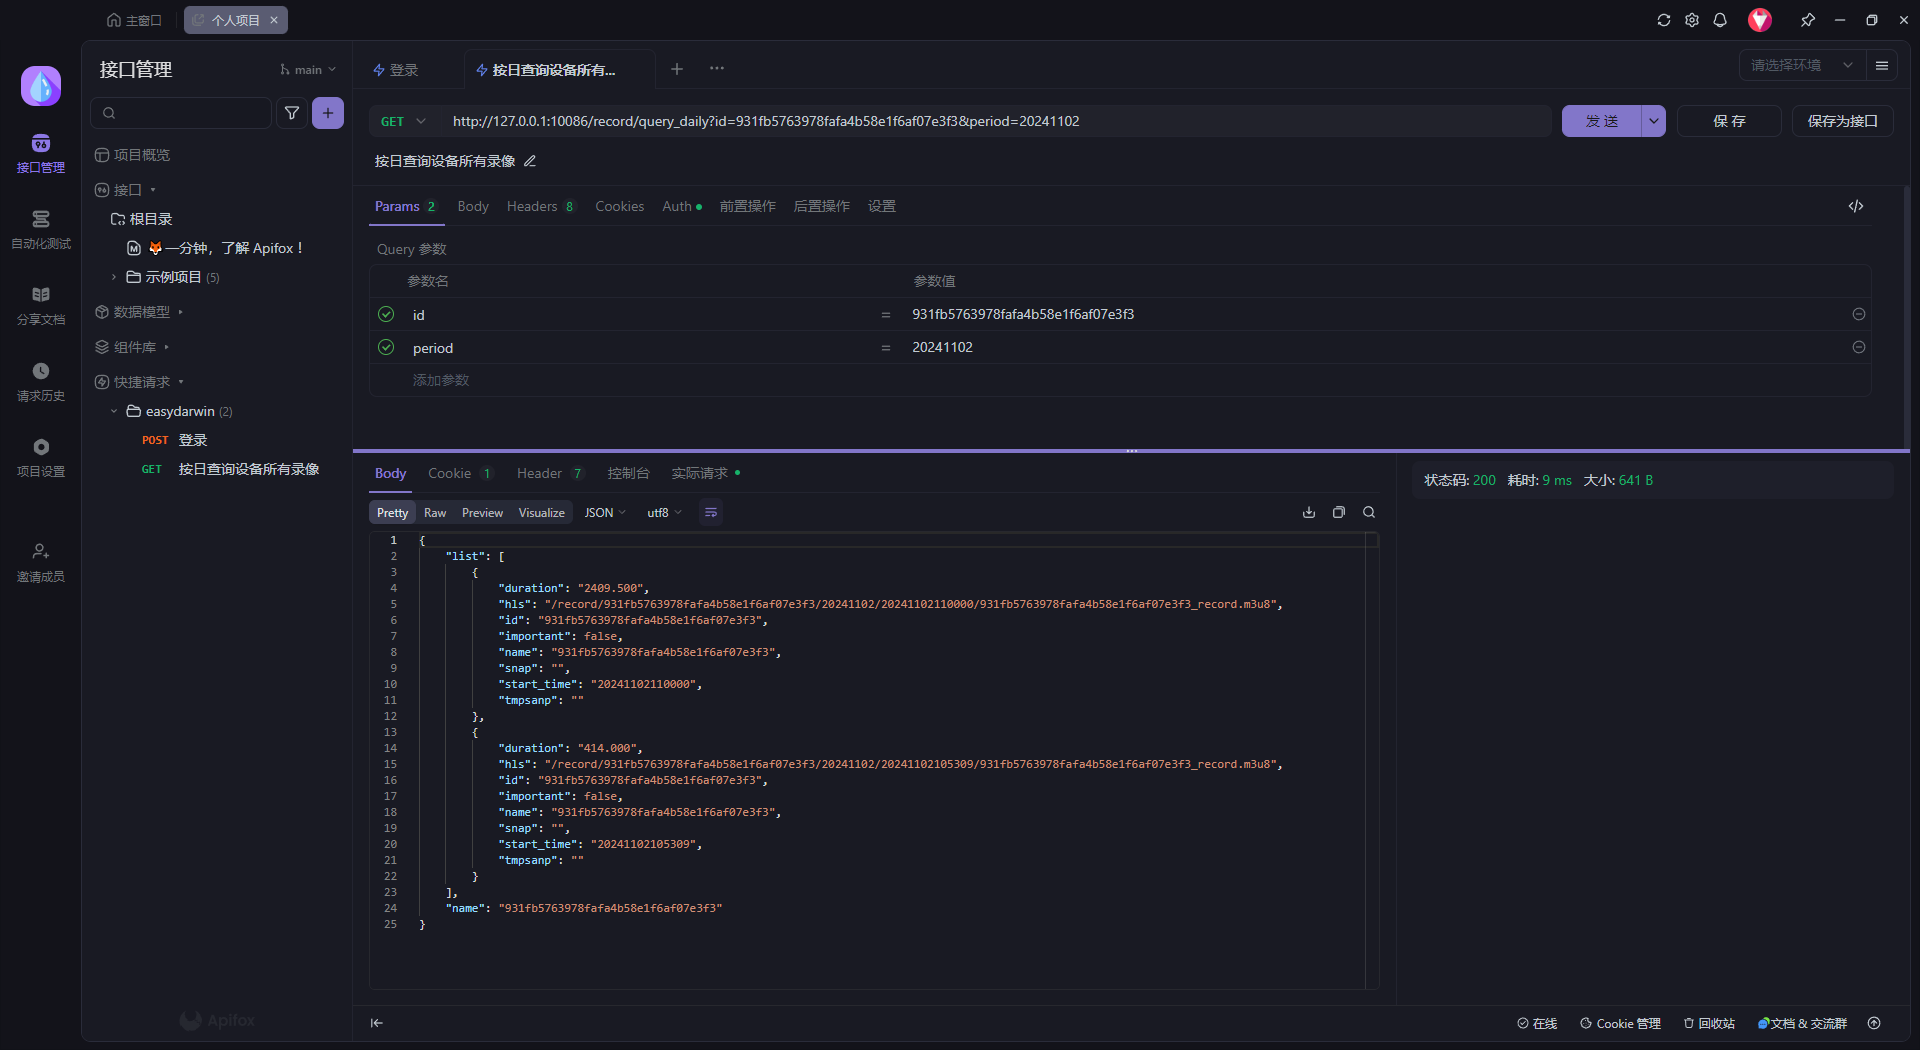 主窗口
个人项目
接口管理
main
接口管理
自动化测试
分享文档
请求历史
项目设置
邀请成员
项目概览
接口
根目录
一分钟，了解 Apifox！
示例项目 (5)
数据模型
组件库
快捷请求
easydarwin (2)
POST 登录
GET 按日查询设备所有录像
Apifox
登录
按日查询设备所有...
请选择环境
GET http://127.0.0.1:10086/record/query_daily?id=931fb5763978fafa4b58e1f6af07e3f3&period=20241102
发 送
保 存
保存为接口
按日查询设备所有录像
Params 2 Body Headers 8 Cookies Auth 前置操作 后置操作 设置
Query 参数
参数名 参数值
id = 931fb5763978fafa4b58e1f6af07e3f3
period = 20241102
添加参数
Body Cookie 1 Header 7 控制台 实际请求
状态码: 200 耗时: 9 ms 大小: 641 B
Pretty Raw Preview Visualize JSON utf8
1 {
2 "list": [
3 {
4 "duration": "2409.500",
5 "hls": "/record/931fb5763978fafa4b58e1f6af07e3f3/20241102/20241102110000/931fb5763978fafa4b58e1f6af07e3f3_record.m3u8",
6 "id": "931fb5763978fafa4b58e1f6af07e3f3",
7 "important": false,
8 "name": "931fb5763978fafa4b58e1f6af07e3f3",
9 "snap": "",
10 "start_time": "20241102110000",
11 "tmpsanp": ""
12 },
13 {
14 "duration": "414.000",
15 "hls": "/record/931fb5763978fafa4b58e1f6af07e3f3/20241102/20241102105309/931fb5763978fafa4b58e1f6af07e3f3_record.m3u8",
16 "id": "931fb5763978fafa4b58e1f6af07e3f3",
17 "important": false,
18 "name": "931fb5763978fafa4b58e1f6af07e3f3",
19 "snap": "",
20 "start_time": "20241102105309",
21 "tmpsanp": ""
22 }
23 ],
24 "name": "931fb5763978fafa4b58e1f6af07e3f3"
25 }
在线 Cookie 管理 回收站 文档 & 交流群